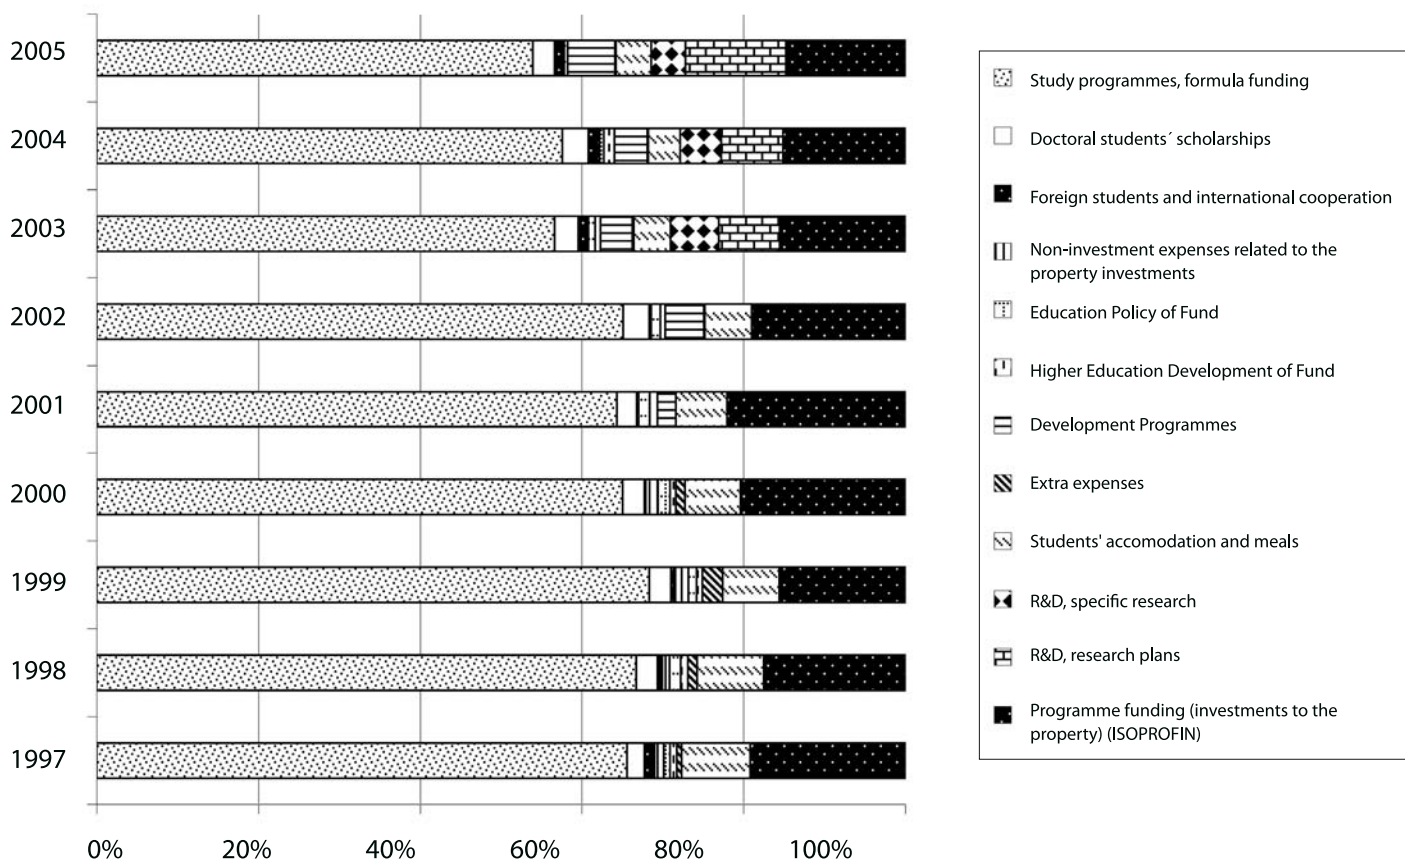 2005
2004
2003
2002
2001
2000
1999
1998
1997
0% 20% 40% 60% 80% 100%
Study programmes, formula funding
Doctoral students´ scholarships
Foreign students and international cooperation
Non-investment expenses related to the
property investments
Education Policy of Fund
Higher Education Development of Fund
Development Programmes
Extra expenses
Students' accomodation and meals
R&D, specific research
R&D, research plans
Programme funding (investments to the
property) (ISOPROFIN)